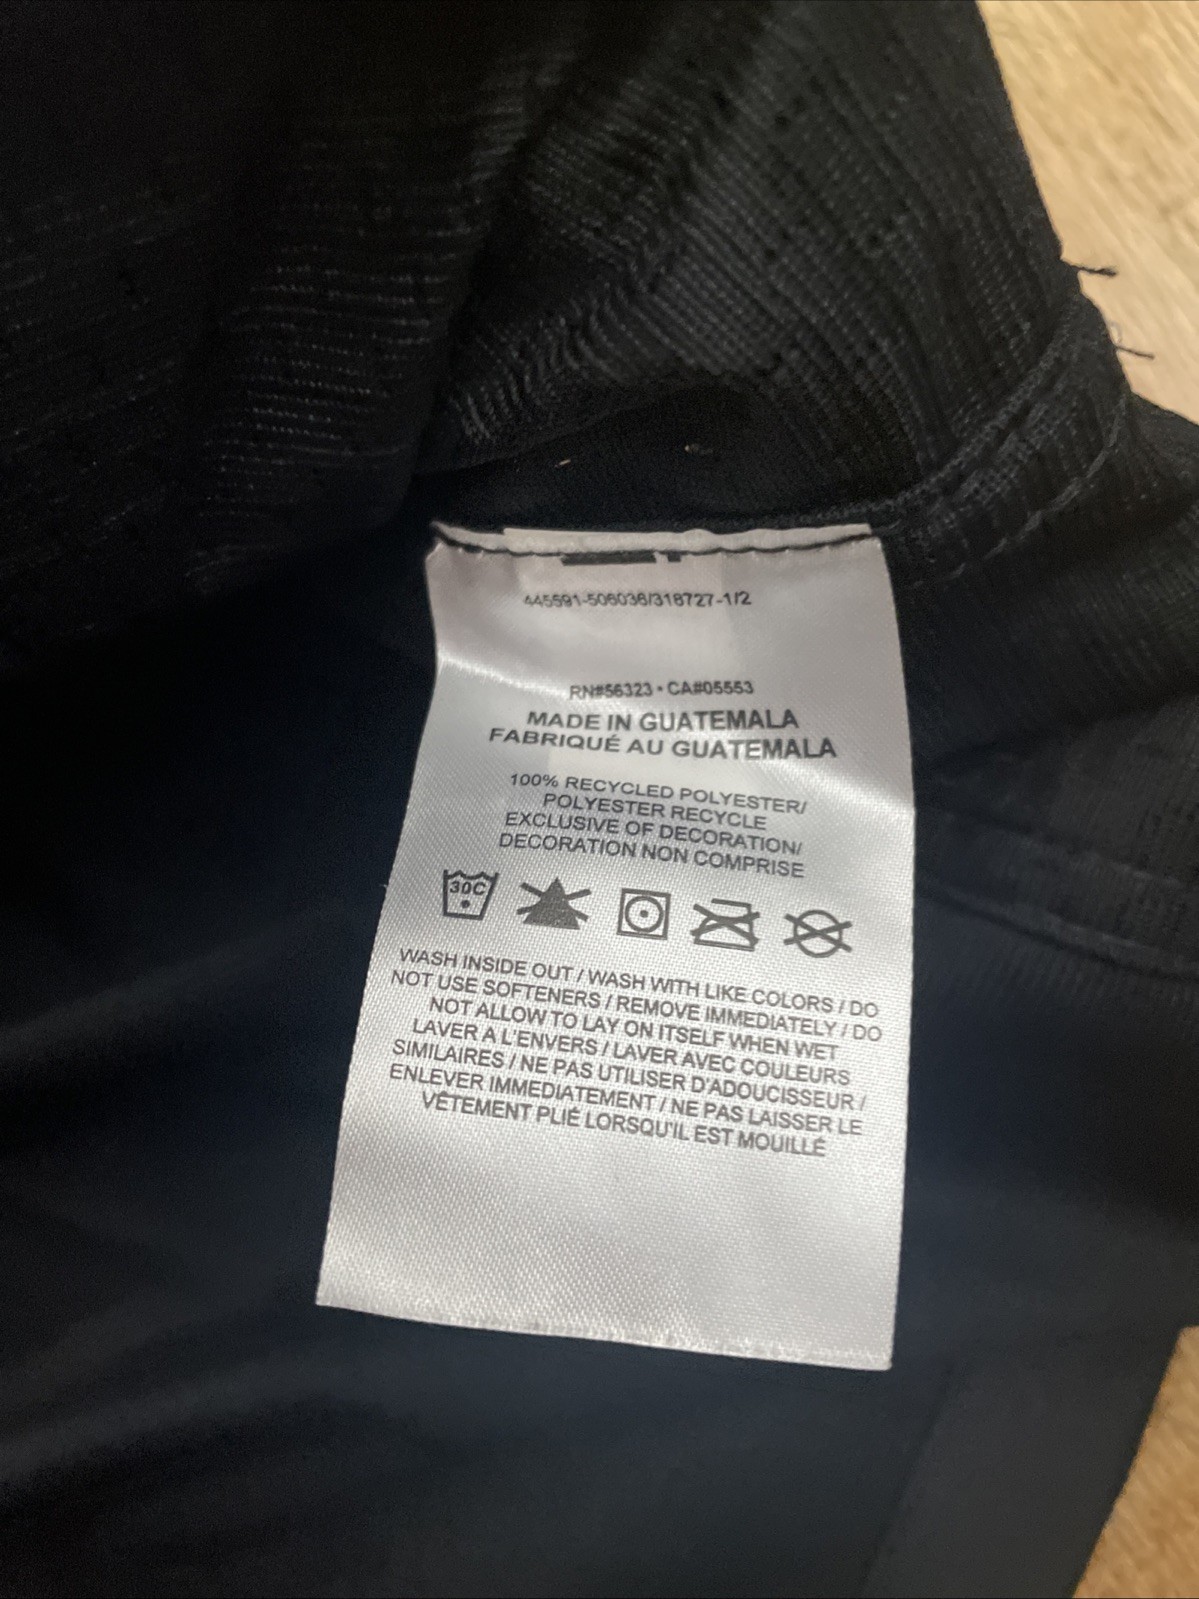 445591-506036/318727-1/2
RN#56323 • CA#05553
MADE IN GUATEMALA
FABRIQUÉ AU GUATEMALA
100% RECYCLED POLYESTER/
POLYESTER RECYCLE
EXCLUSIVE OF DECORATION/
DECORATION NON COMPRISE
30C
WASH INSIDE OUT / WASH WITH LIKE COLORS / DO
NOT USE SOFTENERS / REMOVE IMMEDIATELY / DO
NOT ALLOW TO LAY ON ITSELF WHEN WET
LAVER A L'ENVERS / LAVER AVEC COULEURS
SIMILAIRES / NE PAS UTILISER D'ADOUCISSEUR /
ENLEVER IMMEDIATEMENT / NE PAS LAISSER LE
VÊTEMENT PLIÉ LORSQU'IL EST MOUILLÉ